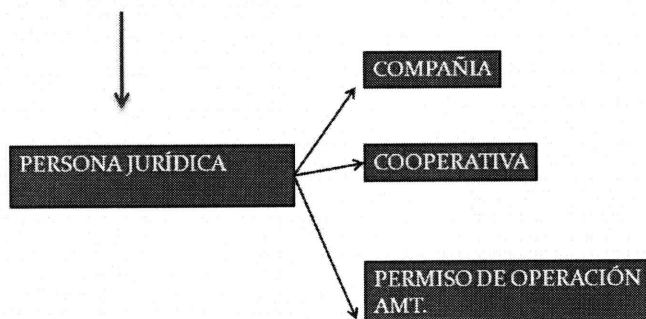 COMPAÑIA
PERSONA JURÍDICA
COOPERATIVA
PERMISO DE OPERACIÓN
AMT.